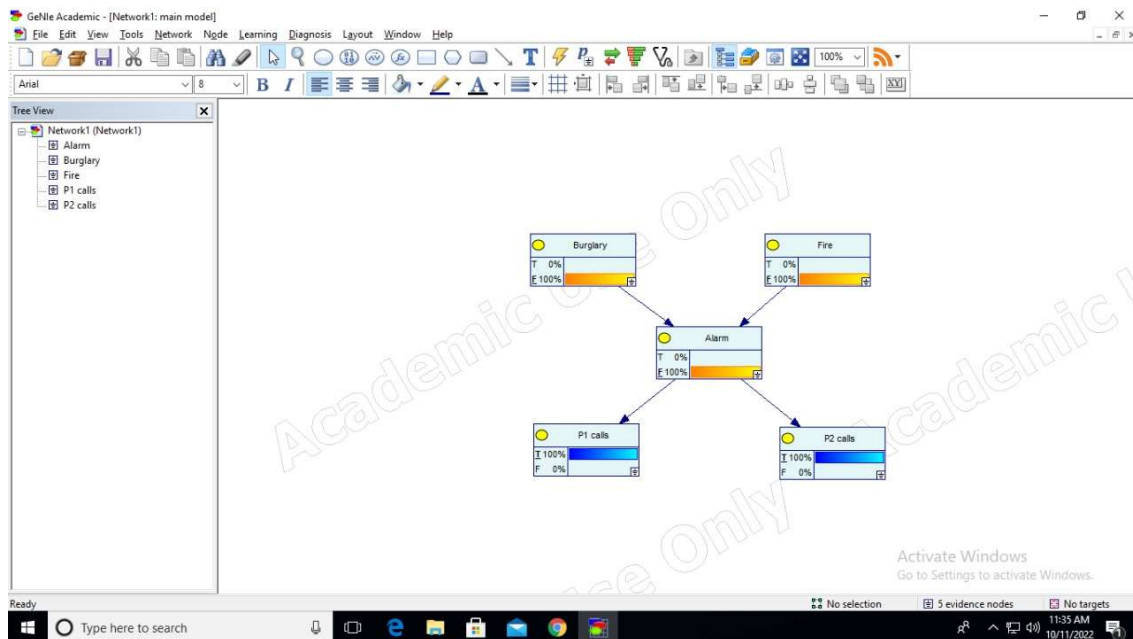 GeNIe Academic - [Network1: main model]
File Edit View Tools Network Node Learning Diagnosis Layout Window Help
100%
Arial 8 B I A
Tree View
Network1 (Network1)
Alarm
Burglary
Fire
P1 calls
P2 calls
Burglary
T 0%
F 100%
Fire
T 0%
F 100%
Alarm
T 0%
F 100%
P1 calls
T 100%
F 0%
P2 calls
T 100%
F 0%
Academic Use Only
Academic
Use Only
Activate Windows
Go to Settings to activate Windows.
Ready No selection 5 evidence nodes No targets
Type here to search 11:35 AM
10/11/2022